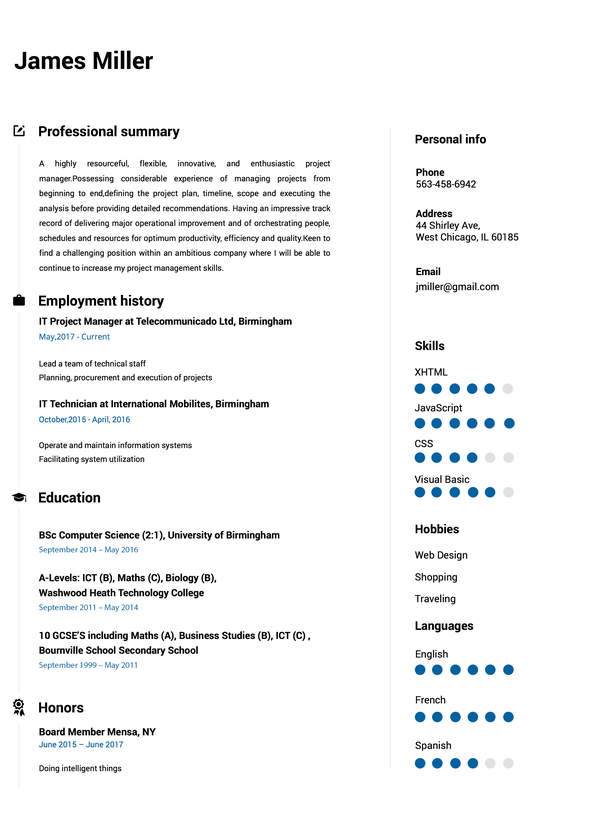 James Miller
Professional summary
A highly resourceful, flexible, innovative, and enthusiastic project
manager.Possessing considerable experience of managing projects from
beginning to end,defining the project plan, timeline, scope and executing the
analysis before providing detailed recommendations. Having an impressive track
record of delivering major operational improvement and of orchestrating people,
schedules and resources for optimum productivity, efficiency and quality.Keen to
find a challenging position within an ambitious company where I will be able to
continue to increase my project management skills.
Employment history
IT Project Manager at Telecommunicado Ltd, Birmingham
May,2017 - Current
Lead a team of technical staff
Planning, procurement and execution of projects
IT Technician at International Mobilites, Birmingham
October,2015 - April, 2016
Operate and maintain information systems
Facilitating system utilization
Education
BSc Computer Science (2:1), University of Birmingham
September 2014 – May 2016
A-Levels: ICT (B), Maths (C), Biology (B),
Washwood Heath Technology College
September 2011 – May 2014
10 GCSE'S including Maths (A), Business Studies (B), ICT (C) ,
Bournville School Secondary School
September 1999 – May 2011
Honors
Board Member Mensa, NY
June 2015 – June 2017
Doing intelligent things
Personal info
Phone
563-458-6942
Address
44 Shirley Ave,
West Chicago, IL 60185
Email
jmiller@gmail.com
Skills
XHTML
JavaScript
CSS
Visual Basic
Hobbies
Web Design
Shopping
Traveling
Languages
English
French
Spanish